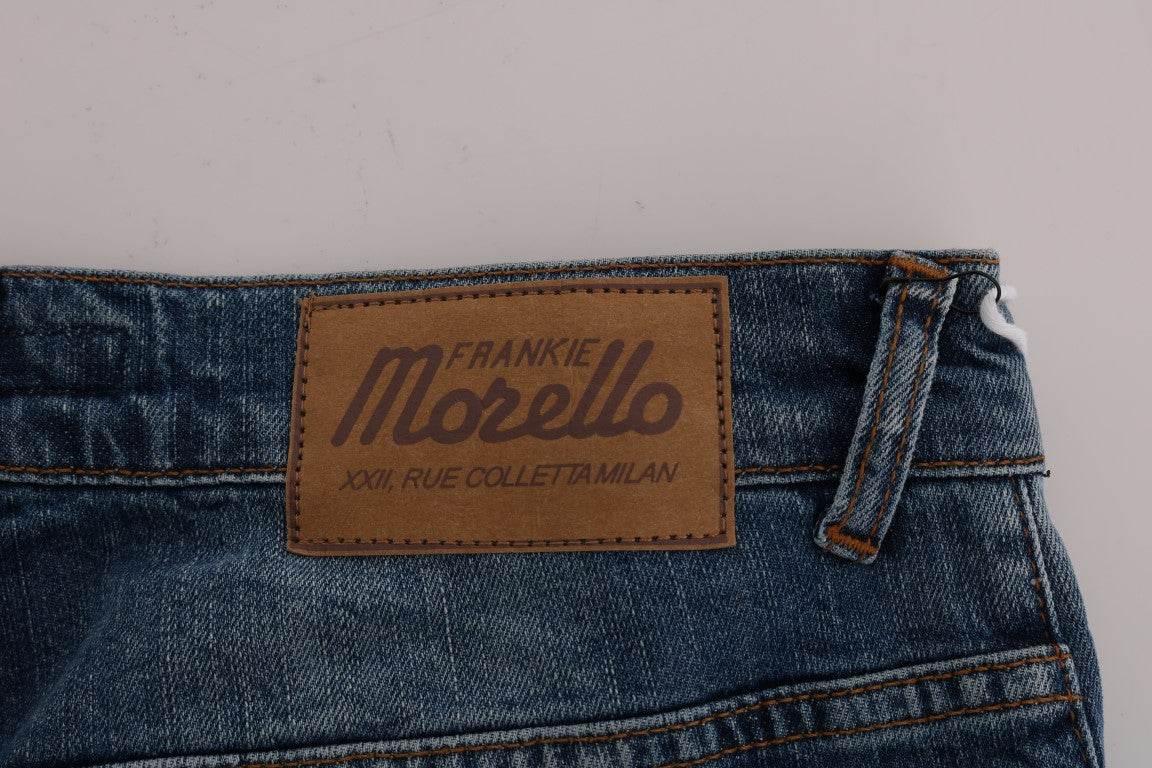 FRANKIE
Morello
XXII, RUE COLLETTAMILAN